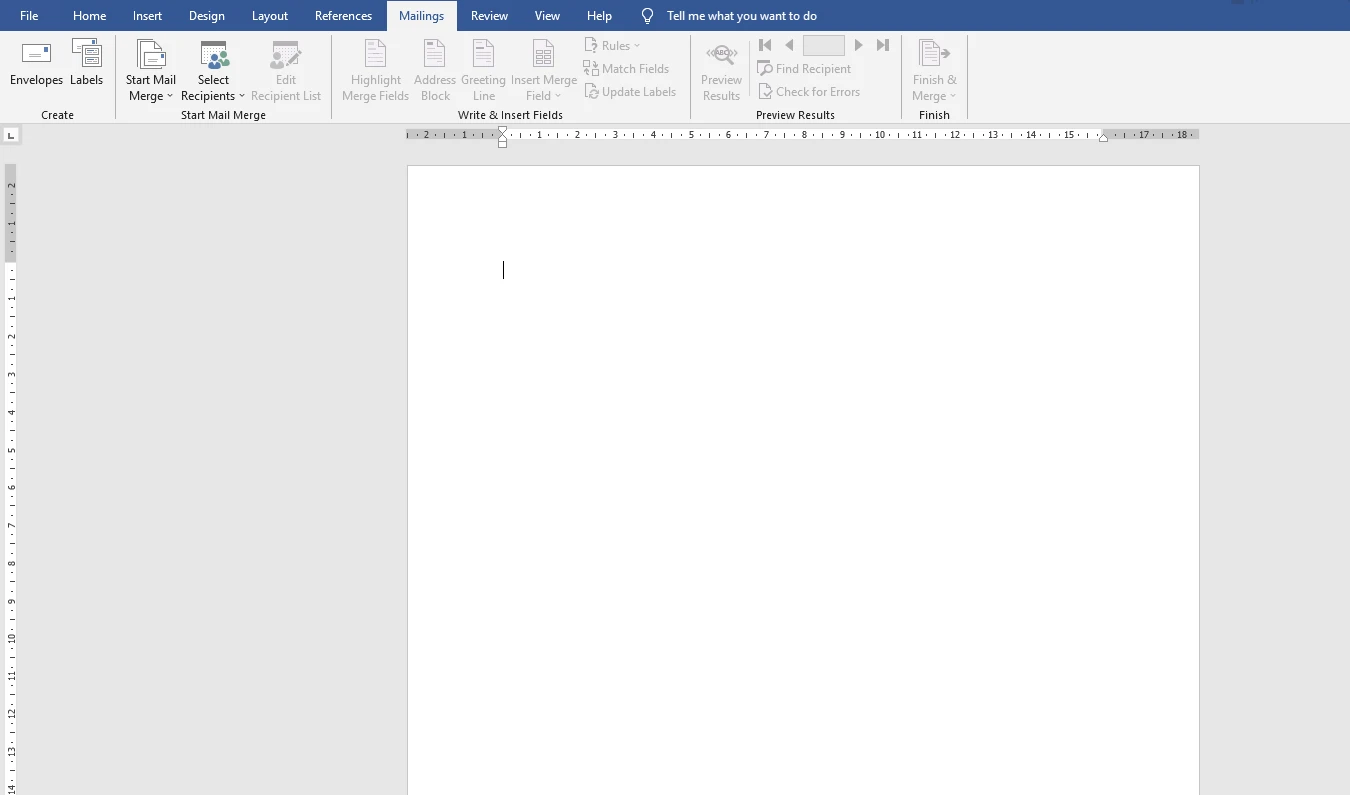 File Home Insert Design Layout References Mailings Review View Help Tell me what you want to do
Envelopes Labels
Create
Start Mail
Merge
Select
Recipients
Edit
Recipient List
Start Mail Merge
Highlight
Merge Fields
Address
Block
Greeting
Line
Insert Merge
Field
Rules
Match Fields
Update Labels
Write & Insert Fields
ABC
Preview
Results
Find Recipient
Check for Errors
Preview Results
Finish &
Merge
Finish
L
2 1 1 2 3 4 5 6 7 8 9 10 11 12 13 14 15 17 18
2
1
1
2
3
4
5
6
7
8
9
10
11
12
13
14